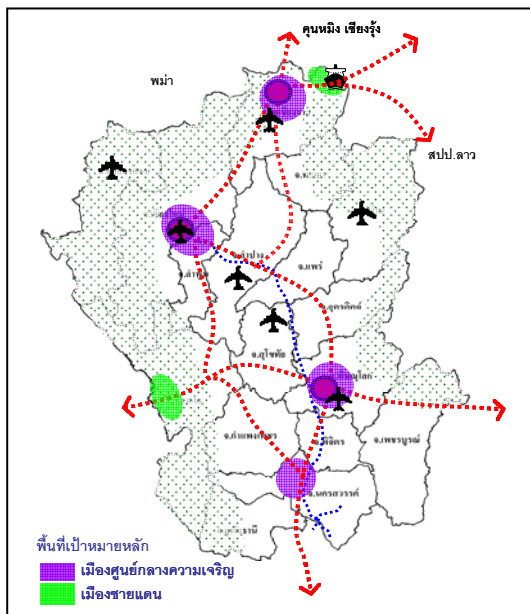 คุนหมิง เชียงรุ้ง
พม่า
สปป.ลาว
จ.ลำปาง
จ.แพร่
จ.อุตรดิตถ์
จ.สุโขทัย
จ.กำแพงเพชร
จ.เพชรบูรณ์
จ.นครสวรรค์
พื้นที่เป้าหมายหลัก
เมืองศูนย์กลางความเจริญ
เมืองชายแดน